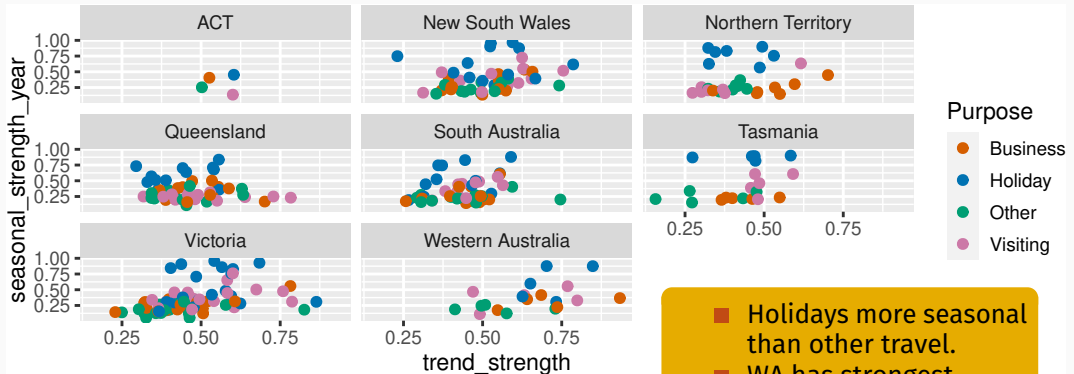 ACT
New South Wales
Northern Territory
1.00
0.75
0.50
0.25
Queensland
South Australia
Tasmania
1.00
0.75
0.50
0.25
0.25 0.50 0.75
Victoria
Western Australia
1.00
0.75
0.50
0.25
0.25 0.50 0.75
0.25 0.50 0.75
trend_strength
seasonal_strength_year
Purpose
Business
Holiday
Other
Visiting
Holidays more seasonal
than other travel.
WA has strongest